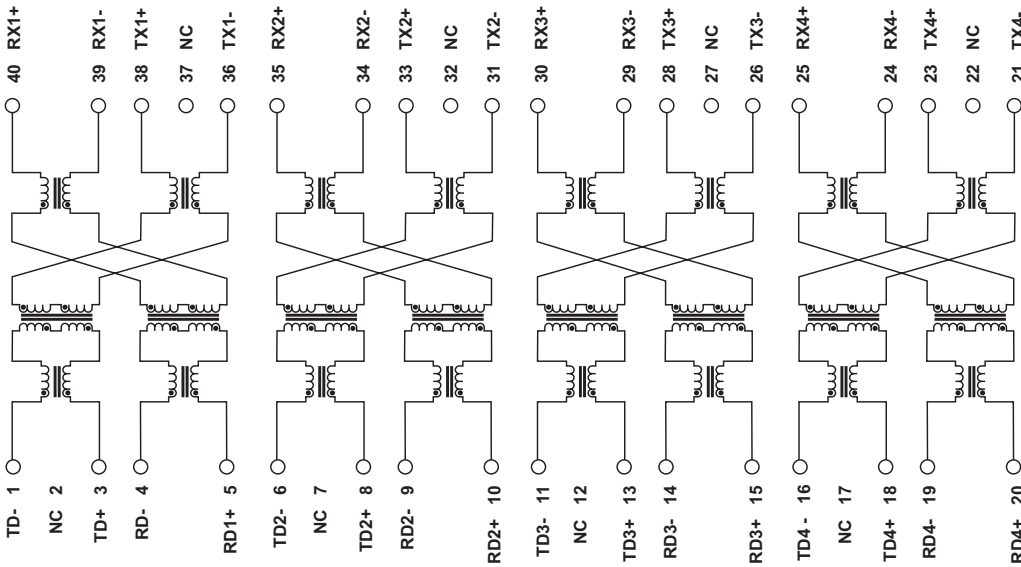 40 RX1+
39 RX1-
38 TX1+
37 NC
36 TX1-
35 RX2+
34 RX2-
33 TX2+
32 NC
31 TX2-
30 RX3+
29 RX3-
28 TX3+
27 NC
26 TX3-
25 RX4+
24 RX4-
23 TX4+
22 NC
21 TX4-
TD- 1
NC 2
TD+ 3
RD- 4
RD1+ 5
TD2- 6
NC 7
TD2+ 8
RD2- 9
RD2+ 10
TD3- 11
NC 12
TD3+ 13
RD3- 14
RD3+ 15
TD4 - 16
NC 17
TD4+ 18
RD4- 19
RD4+ 20